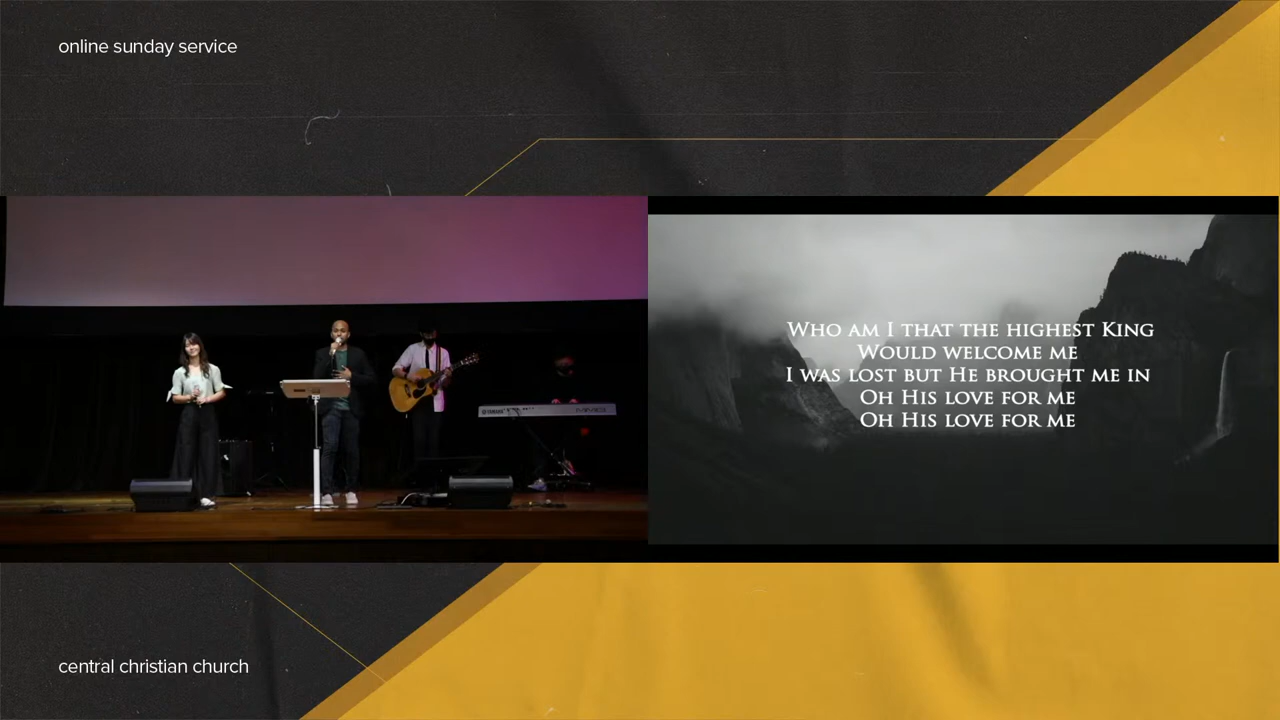 online sunday service
Who am I that the highest King
Would welcome me
I was lost but He brought me in
Oh His love for me
Oh His love for me
YAMAHA
central christian church